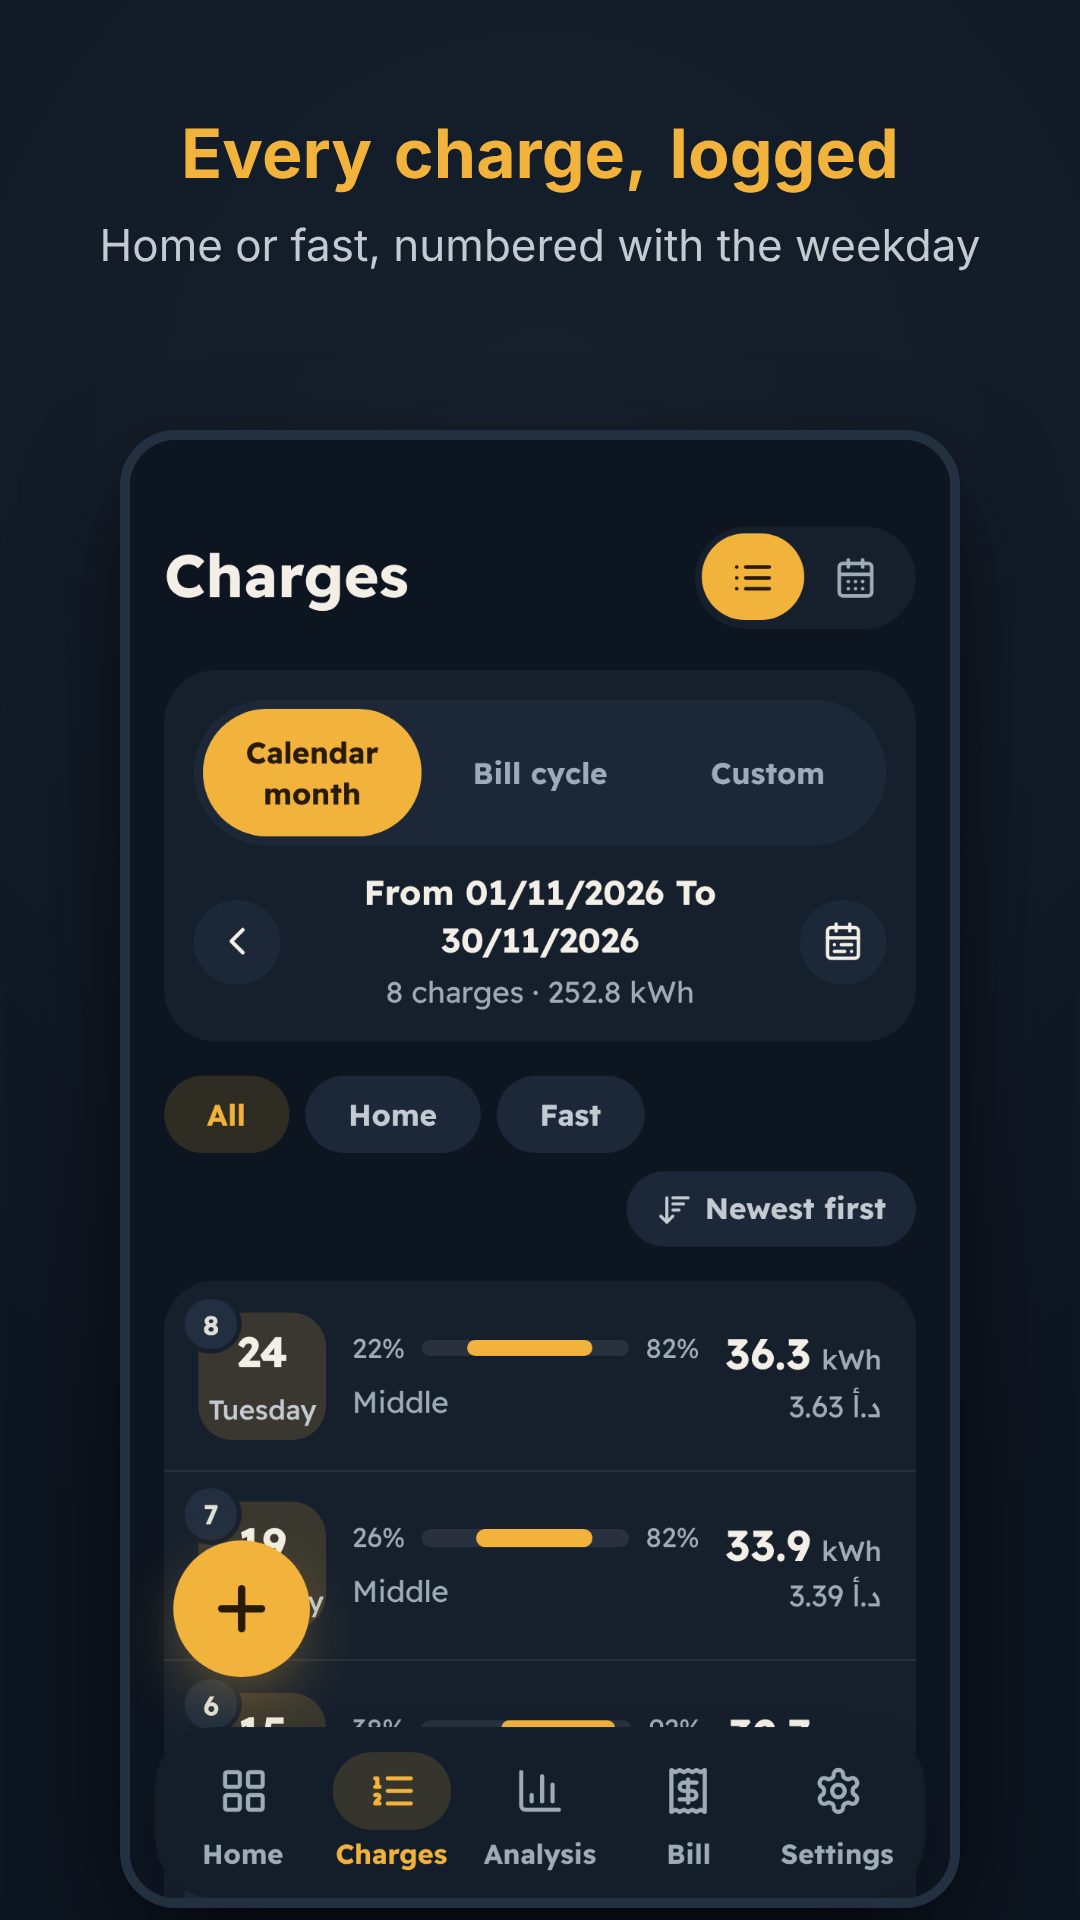 Every charge, logged
Home or fast, numbered with the weekday
Charges
Calendar month
Bill cycle
Custom
From 01/11/2026 To
30/11/2026
8 charges · 252.8 kWh
All
Home
Fast
Newest first
8
24
Tuesday
22%
82%
Middle
36.3 kWh
3.63 د.أ
7
19
26%
82%
Middle
33.9 kWh
3.39 د.أ
6
Home
Charges
Analysis
Bill
Settings